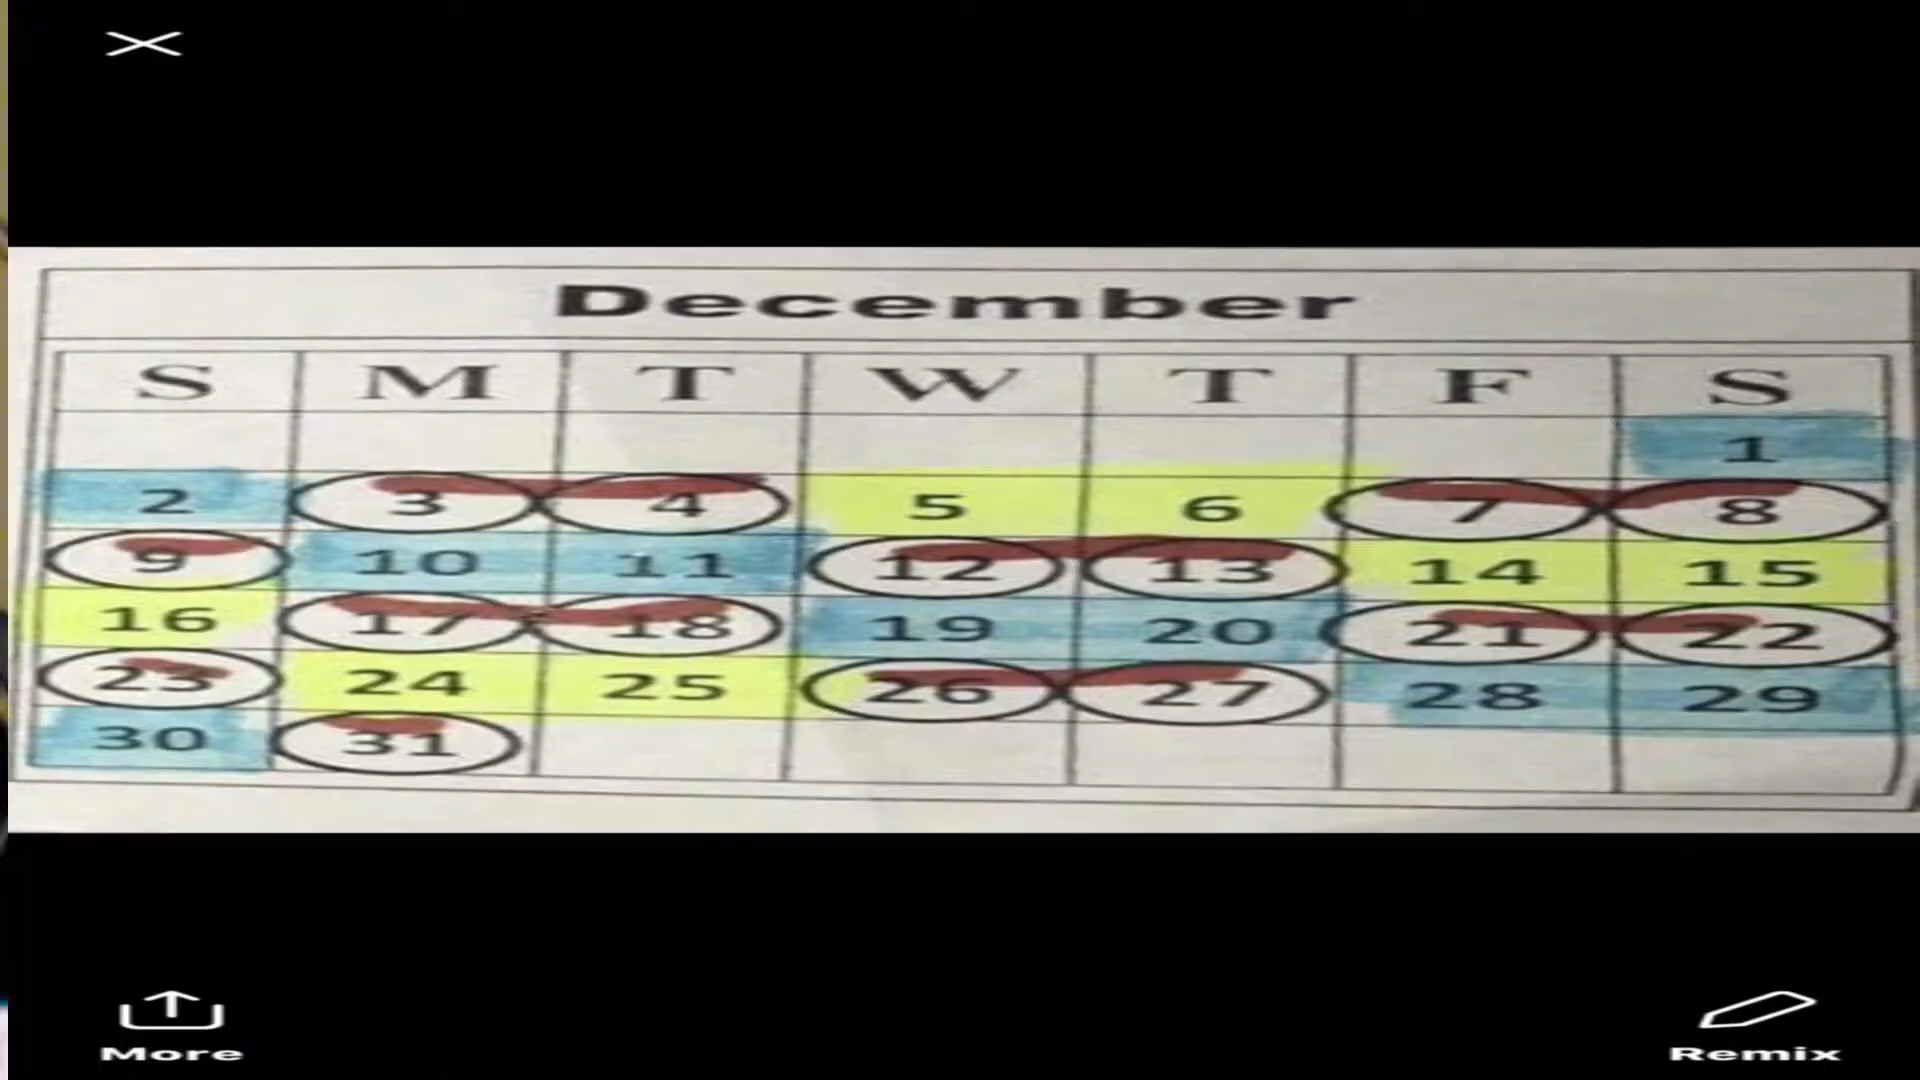 December
S M T W T F S
1
2 3 4 5 6 7 8
9 10 11 12 13 14 15
16 17 18 19 20 21 22
23 24 25 26 27 28 29
30 31
More
Remix